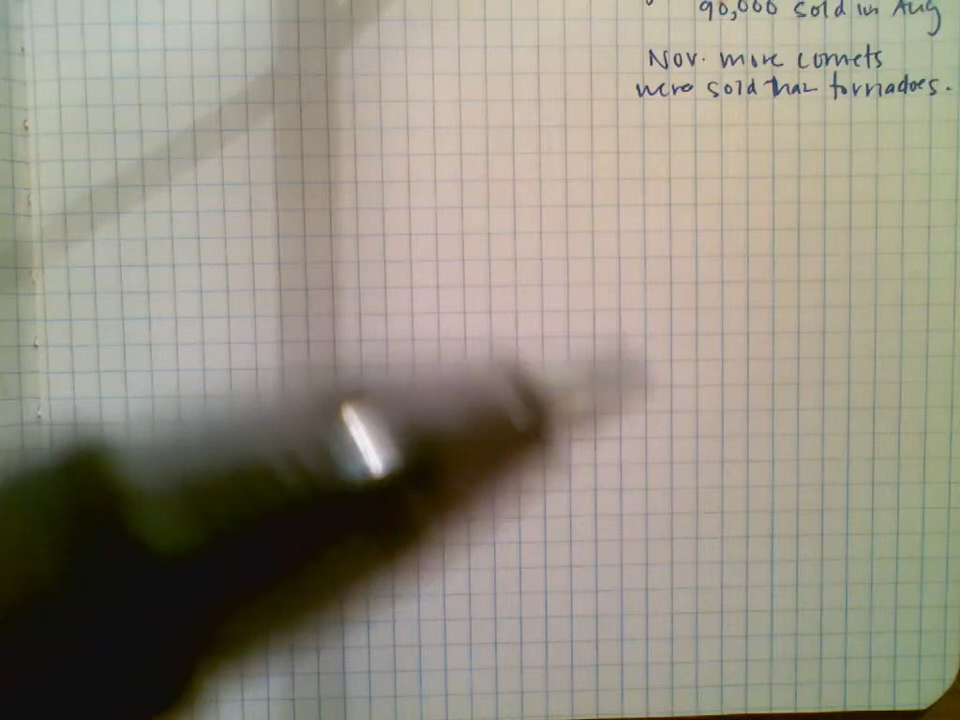 90,000 sold in Aug
Nov. more comets
were sold than tornadoes.